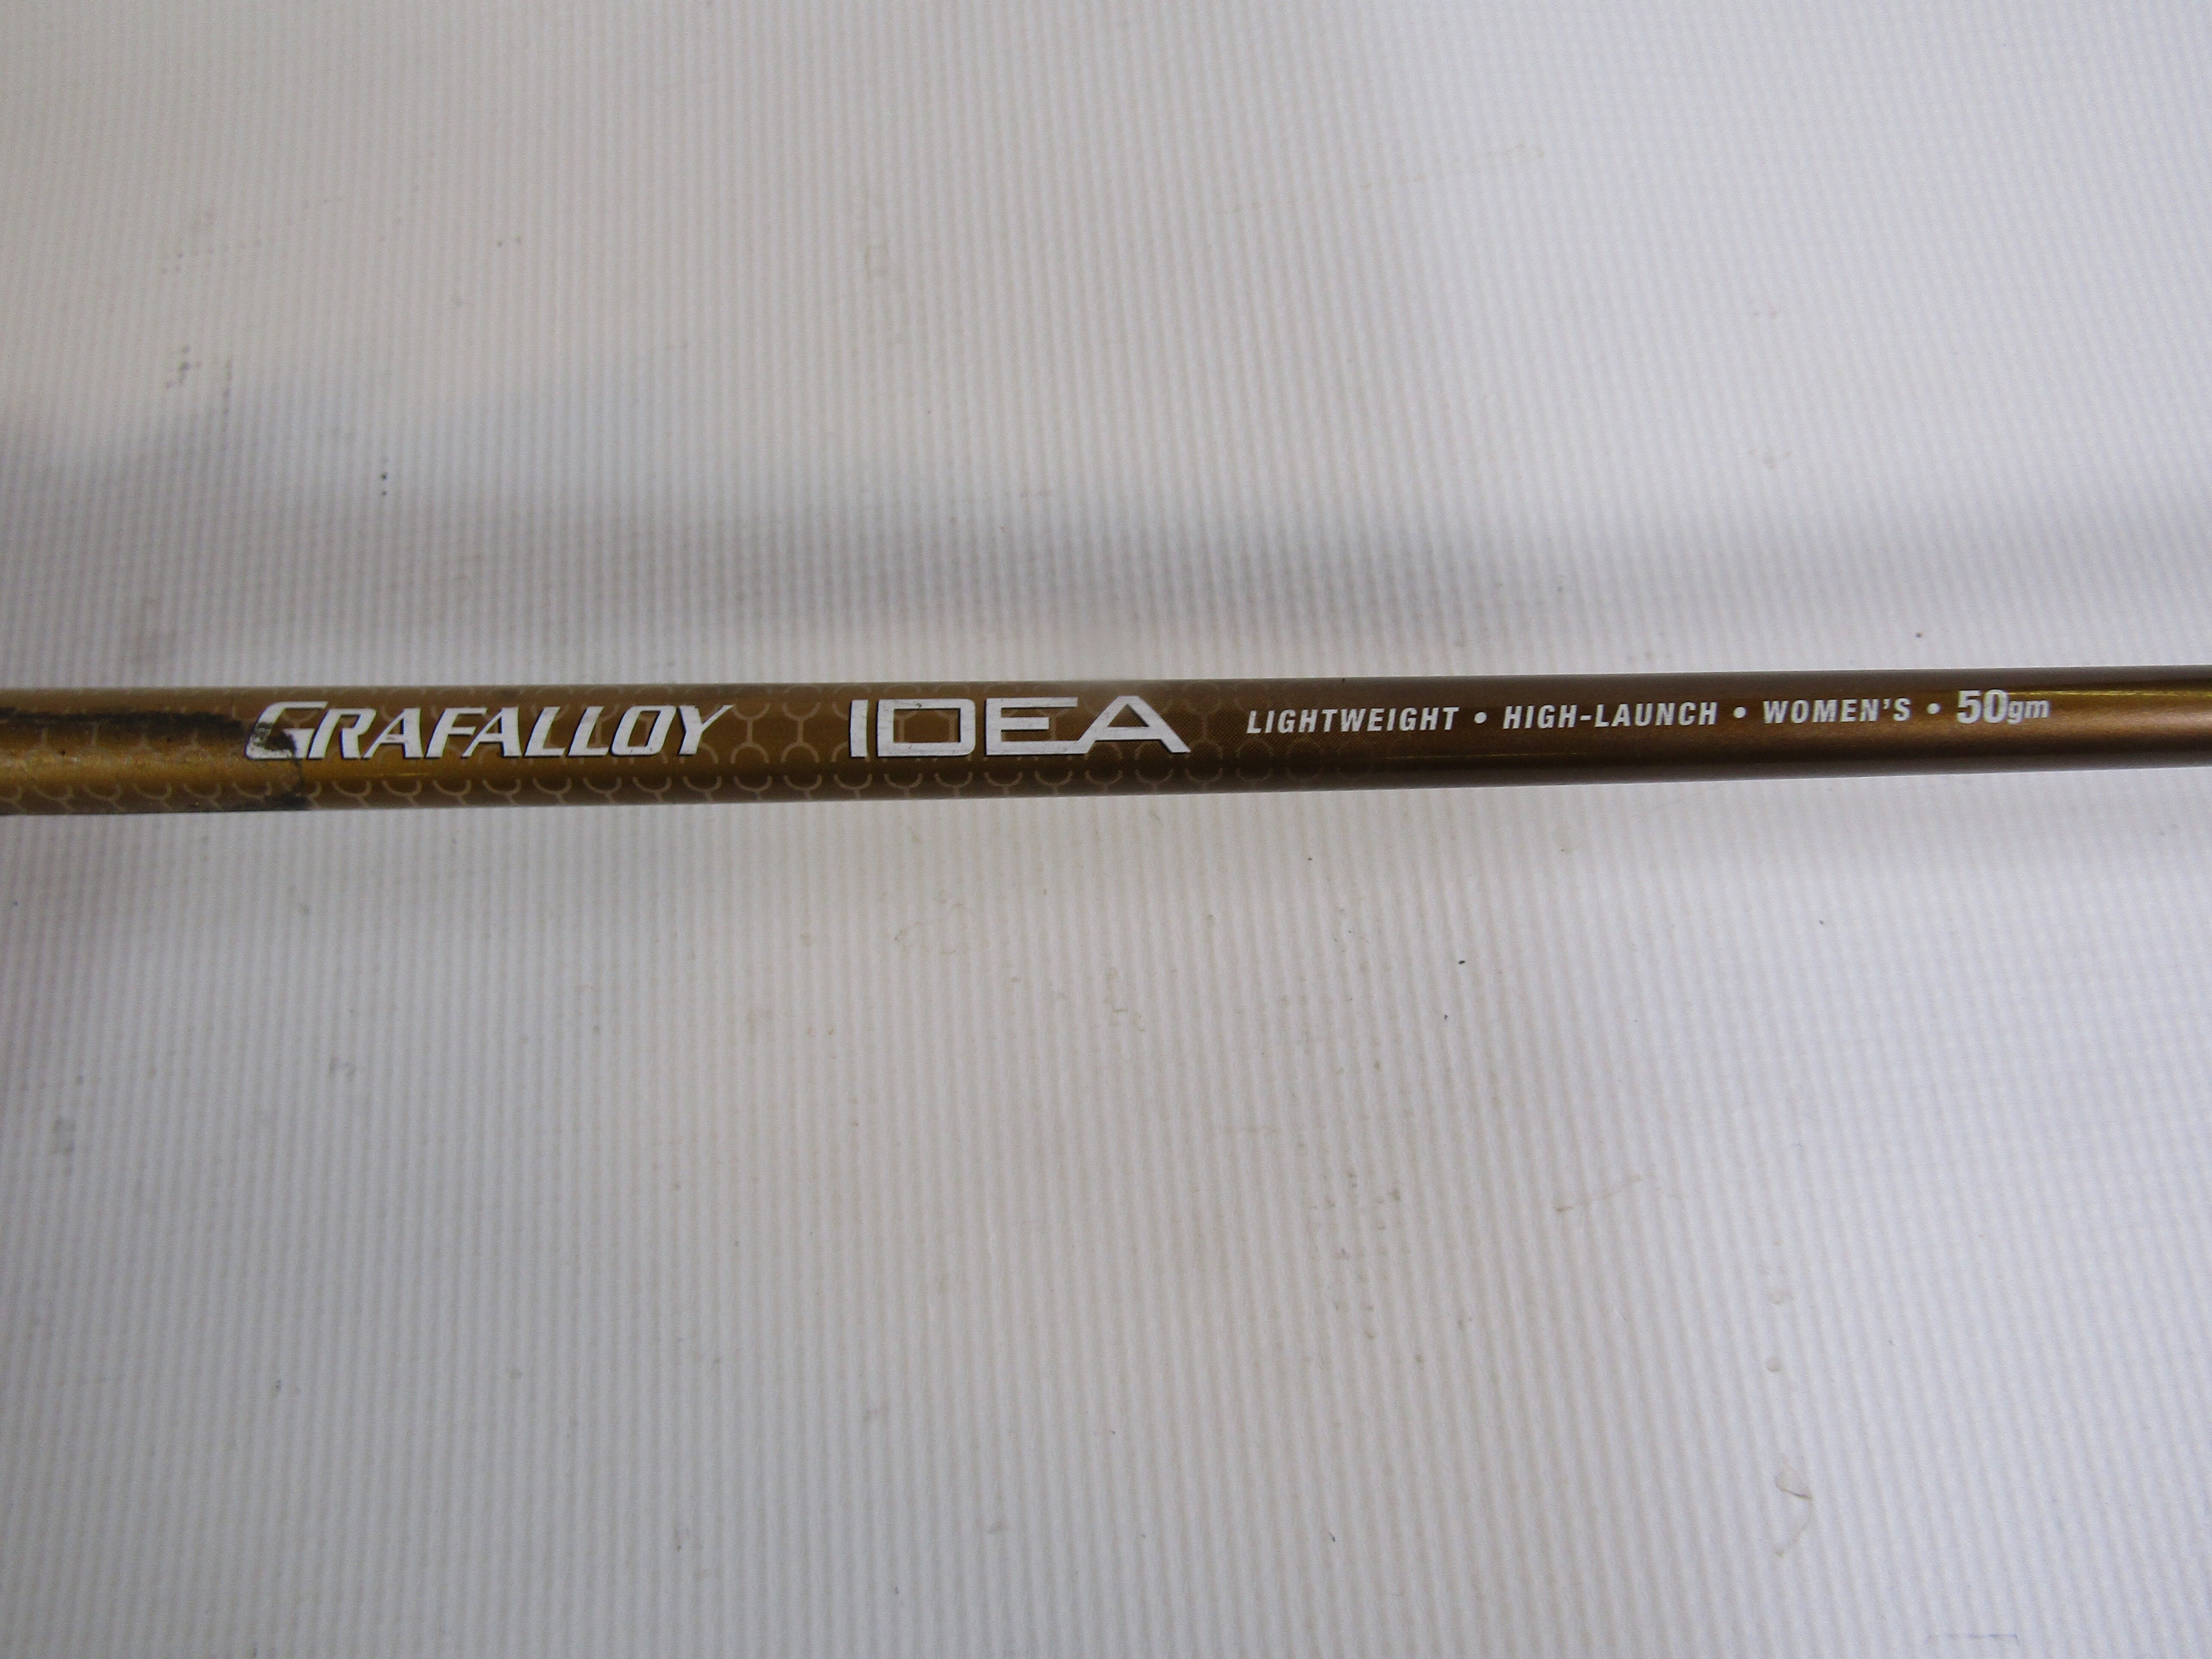 GRAFALLOY IDEA LIGHTWEIGHT • HIGH-LAUNCH • WOMEN'S • 50gm